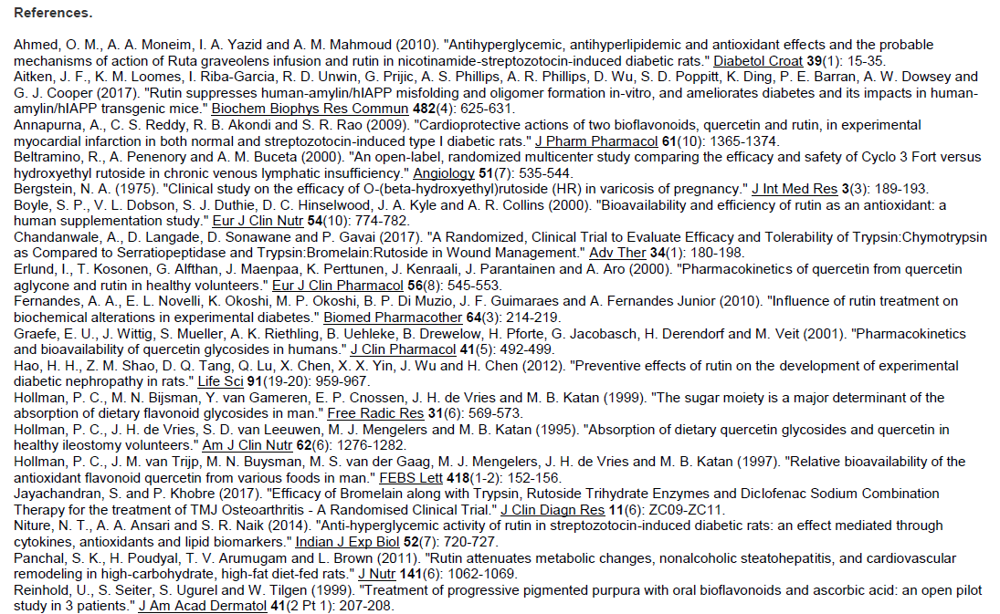 References.
Ahmed, O. M., A. A. Moneim, I. A. Yazid and A. M. Mahmoud (2010). "Antihyperglycemic, antihyperlipidemic and antioxidant effects and the probable
mechanisms of action of Ruta graveolens infusion and rutin in nicotinamide-streptozotocin-induced diabetic rats." Diabetol Croat 39(1): 15-35.
Aitken, J. F., K. M. Loomes, I. Riba-Garcia, R. D. Unwin, G. Prijic, A. S. Phillips, A. R. Phillips, D. Wu, S. D. Poppitt, K. Ding, P. E. Barran, A. W. Dowsey and
G. J. Cooper (2017). "Rutin suppresses human-amylin/hIAPP misfolding and oligomer formation in-vitro, and ameliorates diabetes and its impacts in human-
amylin/hIAPP transgenic mice." Biochem Biophys Res Commun 482(4): 625-631.
Annapurna, A., C. S. Reddy, R. B. Akondi and S. R. Rao (2009). "Cardioprotective actions of two bioflavonoids, quercetin and rutin, in experimental
myocardial infarction in both normal and streptozotocin-induced type I diabetic rats." J Pharm Pharmacol 61(10): 1365-1374.
Beltramino, R., A. Penenory and A. M. Buceta (2000). "An open-label, randomized multicenter study comparing the efficacy and safety of Cyclo 3 Fort versus
hydroxyethyl rutoside in chronic venous lymphatic insufficiency." Angiology 51(7): 535-544.
Bergstein, N. A. (1975). "Clinical study on the efficacy of O-(beta-hydroxyethyl)rutoside (HR) in varicosis of pregnancy." J Int Med Res 3(3): 189-193.
Boyle, S. P., V. L. Dobson, S. J. Duthie, D. C. Hinselwood, J. A. Kyle and A. R. Collins (2000). "Bioavailability and efficiency of rutin as an antioxidant: a
human supplementation study." Eur J Clin Nutr 54(10): 774-782.
Chandanwale, A., D. Langade, D. Sonawane and P. Gavai (2017). "A Randomized, Clinical Trial to Evaluate Efficacy and Tolerability of Trypsin:Chymotrypsin
as Compared to Serratiopeptidase and Trypsin:Bromelain:Rutoside in Wound Management." Adv Ther 34(1): 180-198.
Erlund, I., T. Kosonen, G. Alfthan, J. Maenpaa, K. Perttunen, J. Kenraali, J. Parantainen and A. Aro (2000). "Pharmacokinetics of quercetin from quercetin
aglycone and rutin in healthy volunteers." Eur J Clin Pharmacol 56(8): 545-553.
Fernandes, A. A., E. L. Novelli, K. Okoshi, M. P. Okoshi, B. P. Di Muzio, J. F. Guimaraes and A. Fernandes Junior (2010). "Influence of rutin treatment on
biochemical alterations in experimental diabetes." Biomed Pharmacother 64(3): 214-219.
Graefe, E. U., J. Wittig, S. Mueller, A. K. Riethling, B. Uehleke, B. Drewelow, H. Pforte, G. Jacobasch, H. Derendorf and M. Veit (2001). "Pharmacokinetics
and bioavailability of quercetin glycosides in humans." J Clin Pharmacol 41(5): 492-499.
Hao, H. H., Z. M. Shao, D. Q. Tang, Q. Lu, X. Chen, X. X. Yin, J. Wu and H. Chen (2012). "Preventive effects of rutin on the development of experimental
diabetic nephropathy in rats." Life Sci 91(19-20): 959-967.
Hollman, P. C., M. N. Bijsman, Y. van Gameren, E. P. Cnossen, J. H. de Vries and M. B. Katan (1999). "The sugar moiety is a major determinant of the
absorption of dietary flavonoid glycosides in man." Free Radic Res 31(6): 569-573.
Hollman, P. C., J. H. de Vries, S. D. van Leeuwen, M. J. Mengelers and M. B. Katan (1995). "Absorption of dietary quercetin glycosides and quercetin in
healthy ileostomy volunteers." Am J Clin Nutr 62(6): 1276-1282.
Hollman, P. C., J. M. van Trijp, M. N. Buysman, M. S. van der Gaag, M. J. Mengelers, J. H. de Vries and M. B. Katan (1997). "Relative bioavailability of the
antioxidant flavonoid quercetin from various foods in man." FEBS Lett 418(1-2): 152-156.
Jayachandran, S. and P. Khobre (2017). "Efficacy of Bromelain along with Trypsin, Rutoside Trihydrate Enzymes and Diclofenac Sodium Combination
Therapy for the treatment of TMJ Osteoarthritis - A Randomised Clinical Trial." J Clin Diagn Res 11(6): ZC09-ZC11.
Niture, N. T., A. A. Ansari and S. R. Naik (2014). "Anti-hyperglycemic activity of rutin in streptozotocin-induced diabetic rats: an effect mediated through
cytokines, antioxidants and lipid biomarkers." Indian J Exp Biol 52(7): 720-727.
Panchal, S. K., H. Poudyal, T. V. Arumugam and L. Brown (2011). "Rutin attenuates metabolic changes, nonalcoholic steatohepatitis, and cardiovascular
remodeling in high-carbohydrate, high-fat diet-fed rats." J Nutr 141(6): 1062-1069.
Reinhold, U., S. Seiter, S. Ugurel and W. Tilgen (1999). "Treatment of progressive pigmented purpura with oral bioflavonoids and ascorbic acid: an open pilot
study in 3 patients." J Am Acad Dermatol 41(2 Pt 1): 207-208.